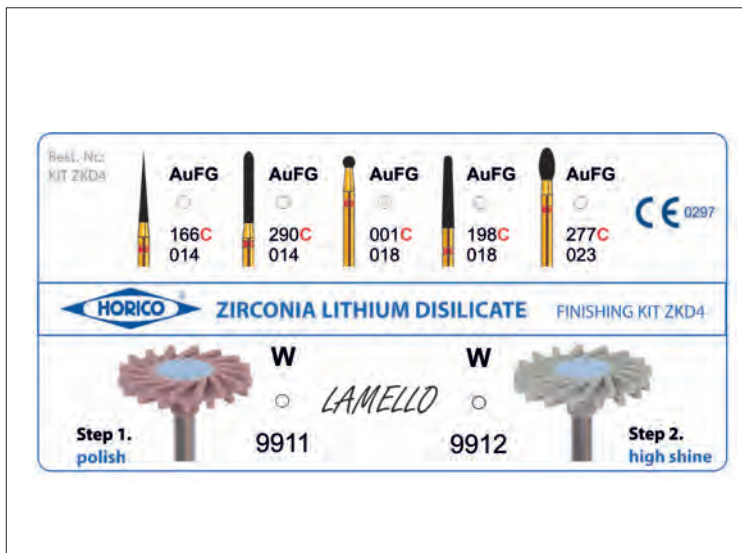 Best. Nr.:
KIT ZKD4
AuFG AuFG AuFG AuFG AuFG
166C 290C 001C 198C 277C
014 014 018 018 023
CE 0297
HORICO® ZIRCONIA LITHIUM DISILICATE FINISHING KIT ZKD4
W W
LAMELLO
9911 9912
Step 1.
polish
Step 2.
high shine